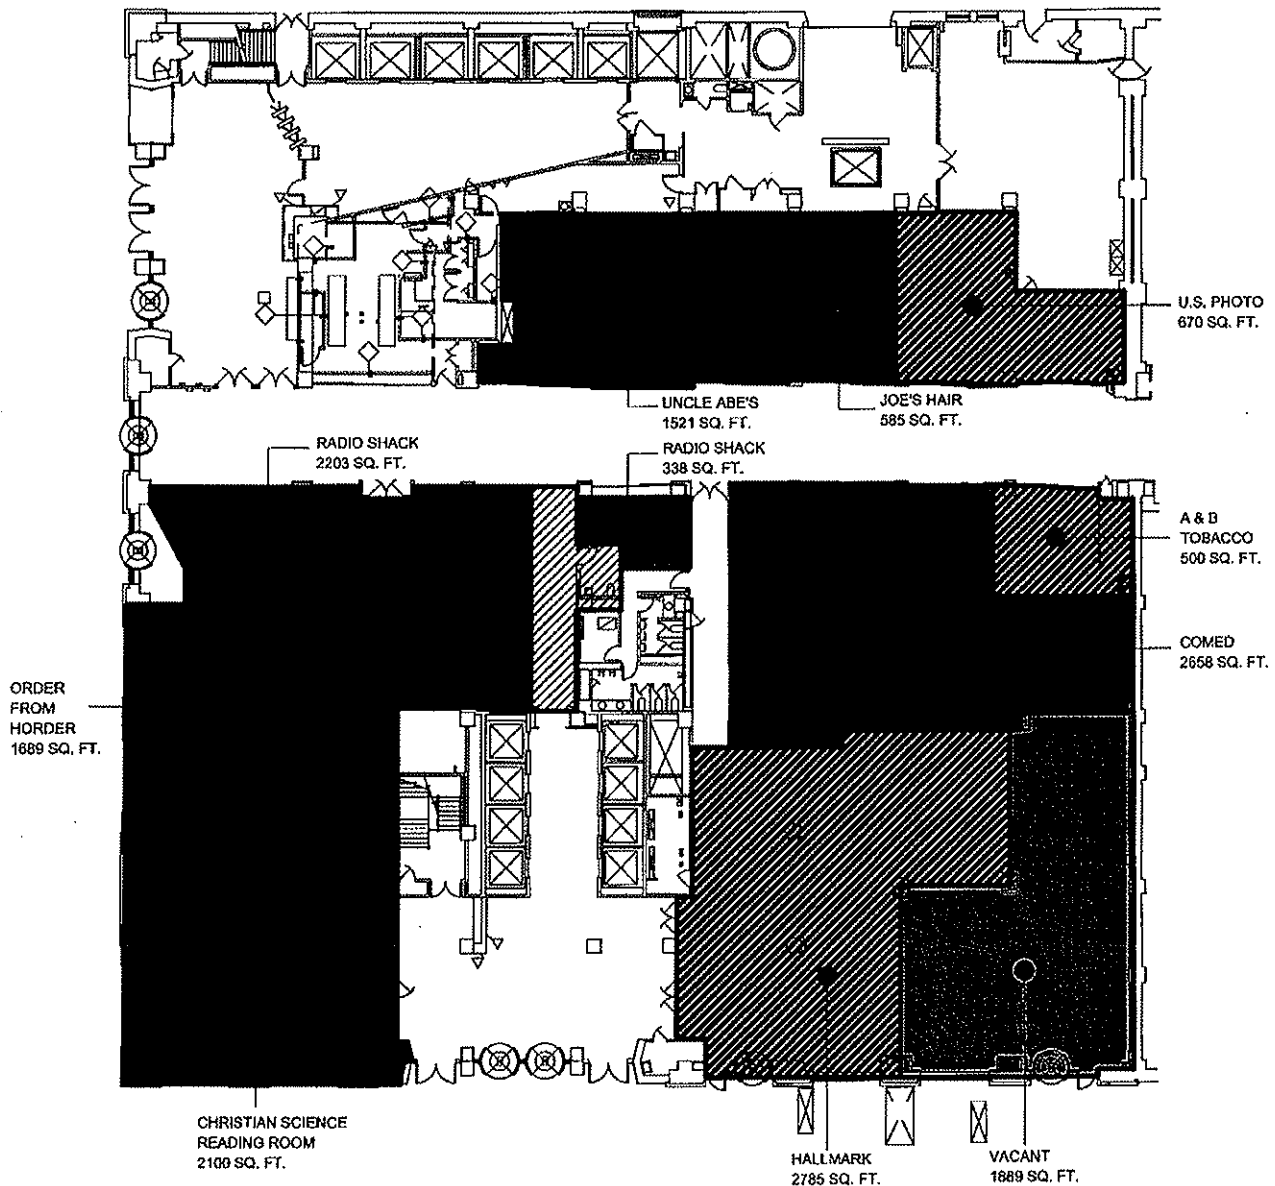 U.S. PHOTO
670 SQ. FT.
UNCLE ABE'S
1521 SQ. FT.
JOE'S HAIR
585 SQ. FT.
RADIO SHACK
2203 SQ. FT.
RADIO SHACK
338 SQ. FT.
A & B
TOBACCO
500 SQ. FT.
COMED
2658 SQ. FT.
ORDER
FROM
HORDER
1689 SQ. FT.
CHRISTIAN SCIENCE
READING ROOM
2100 SQ. FT.
HALLMARK
2785 SQ. FT.
VACANT
1889 SQ. FT.